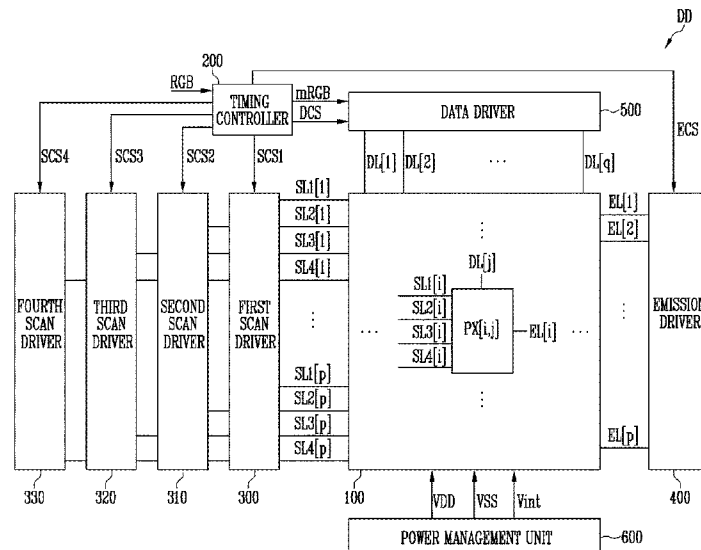 DD
200
RGB
TIMING
CONTROLLER
mRGB
DCS
DATA DRIVER
500
ECS
SCS4
SCS3
SCS2
SCS1
DL[1]
DL[2]
...
DL[q]
SL1[1]
SL2[1]
SL3[1]
SL4[1]
EL[1]
EL[2]
DL[j]
SL1[i]
SL2[i]
SL3[i]
SL4[i]
PX[i,j]
EL[i]
FOURTH
SCAN
DRIVER
THIRD
SCAN
DRIVER
SECOND
SCAN
DRIVER
FIRST
SCAN
DRIVER
EMISSION
DRIVER
SL1[p]
SL2[p]
SL3[p]
SL4[p]
EL[p]
330
320
310
300
100
400
VDD
VSS
Vint
POWER MANAGEMENT UNIT
600